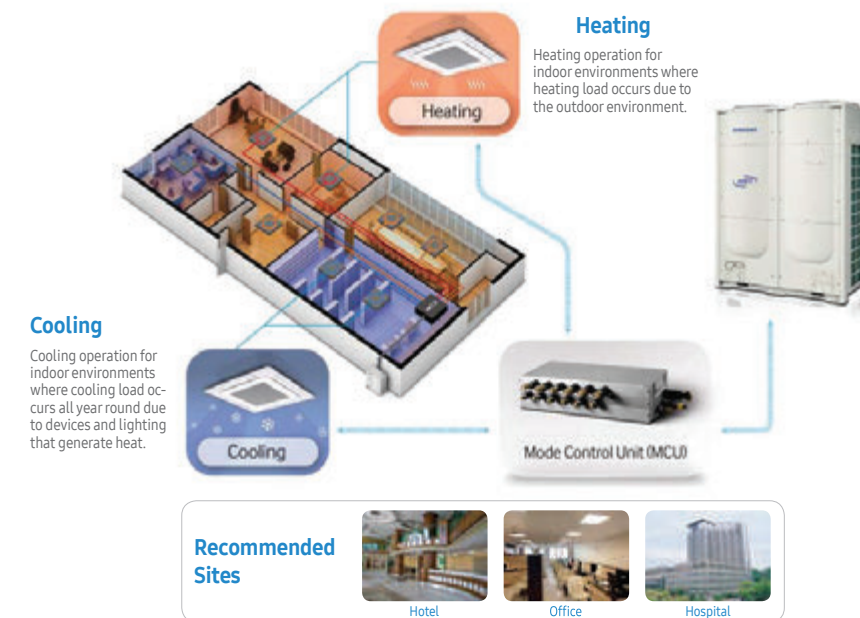 Heating
Heating operation for
indoor environments where
heating load occurs due to
the outdoor environment.
Heating
SAMSUNG
Cooling
Cooling operation for
indoor environments
where cooling load oc-
curs all year round due
to devices and lighting
that generate heat.
Cooling
Mode Control Unit (MCU)
Recommended
Sites
Hotel
Office
Hospital